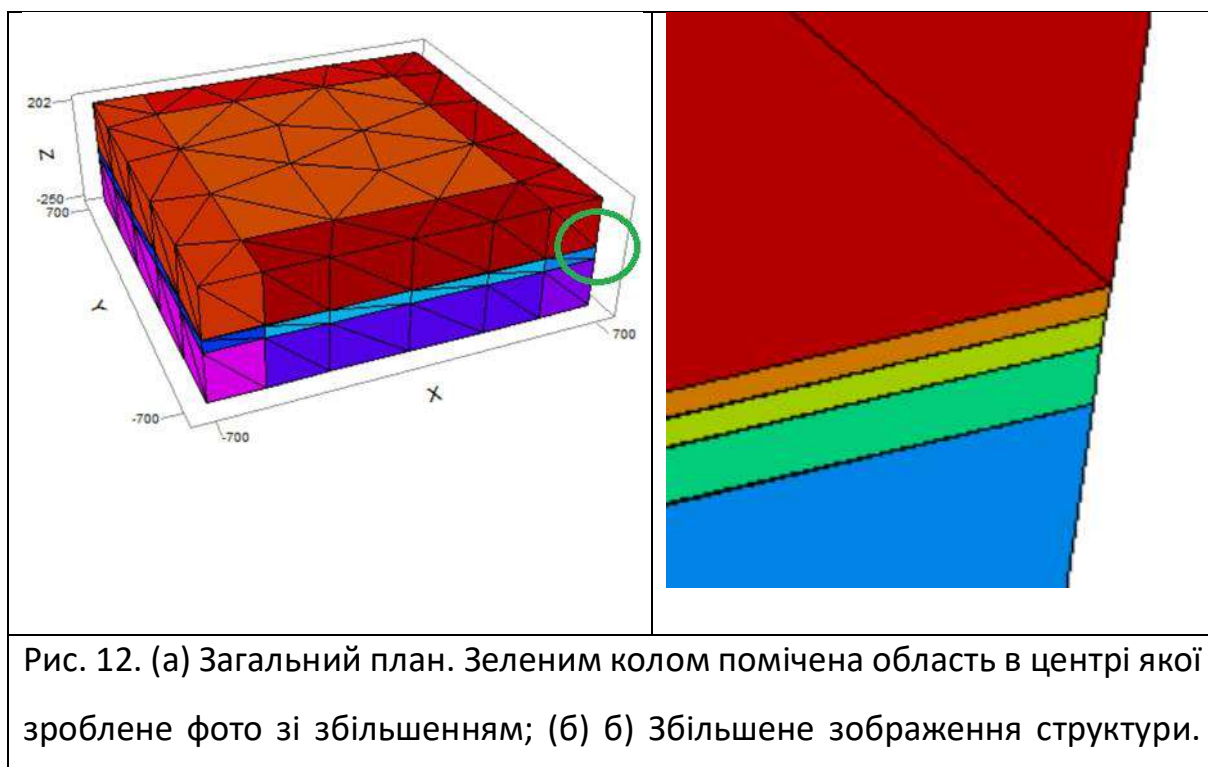 202
Z
-250
700
Y
-700
-700
X
700
Рис. 12. (а) Загальний план. Зеленим колом помічена область в центрі якої
зроблене фото зі збільшенням; (б) б) Збільшене зображення структури.